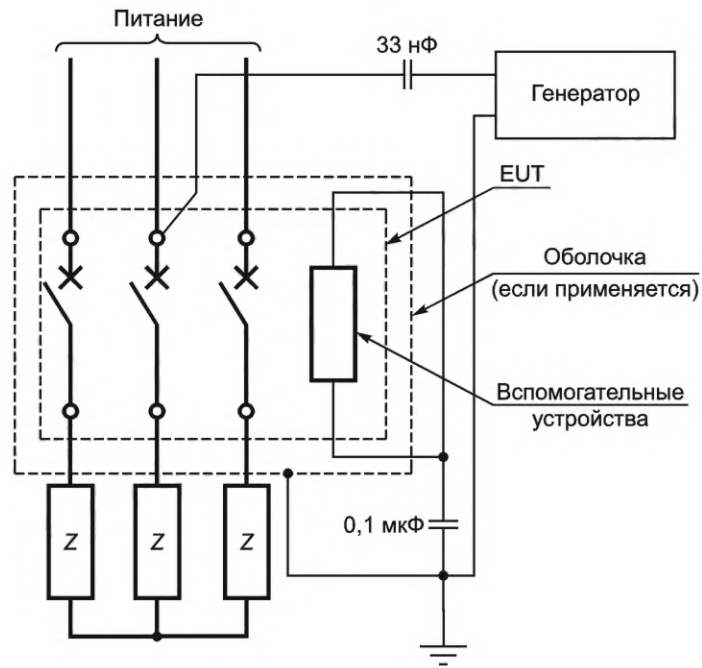 Питание
33 нФ
Генератор
EUT
Оболочка
(если применяется)
Вспомогательные
устройства
0,1 мкФ
Z
Z
Z